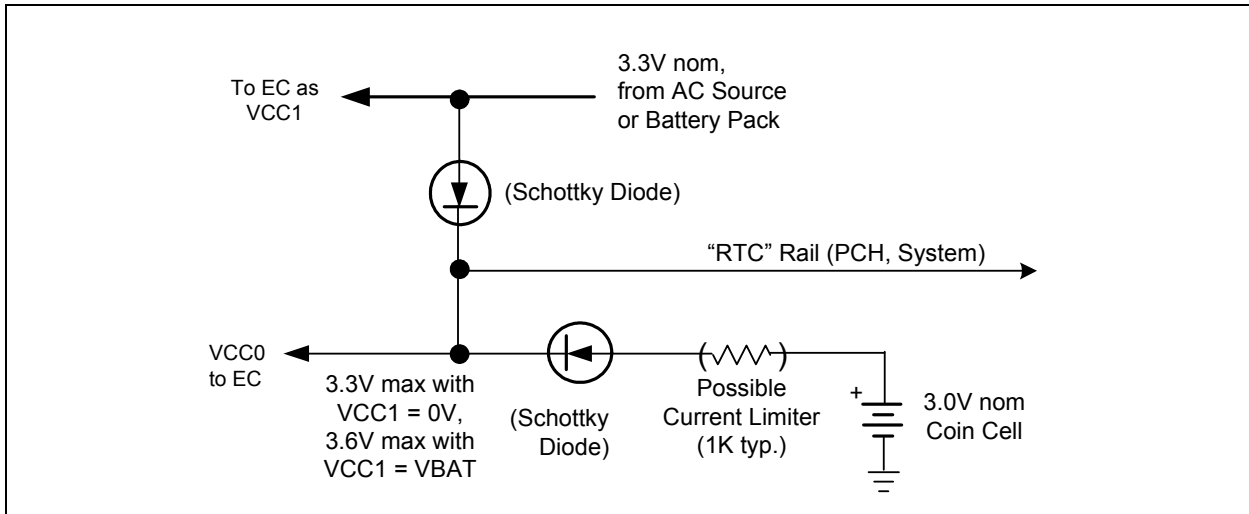 To EC as
VCC1
3.3V nom,
from AC Source
or Battery Pack
(Schottky Diode)
“RTC” Rail (PCH, System)
VCC0
to EC
3.3V max with
VCC1 = 0V,
3.6V max with
VCC1 = VBAT
(Schottky
Diode)
( )
Possible
Current Limiter
(1K typ.)
+
3.0V nom
Coin Cell